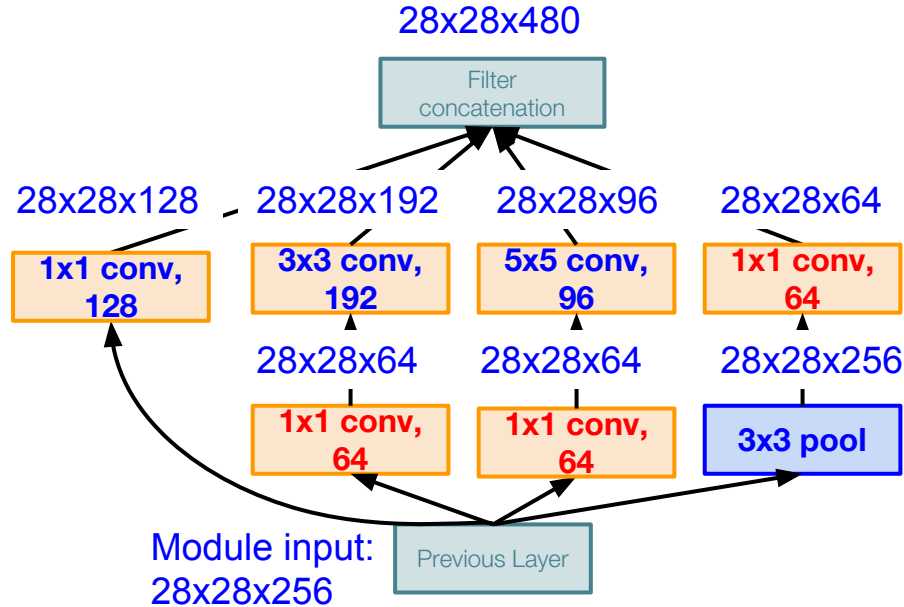 28x28x480
Filter
concatenation
28x28x128
28x28x192
28x28x96
28x28x64
1x1 conv,
128
3x3 conv,
192
5x5 conv,
96
1x1 conv,
64
28x28x64
28x28x64
28x28x256
1x1 conv,
64
1x1 conv,
64
3x3 pool
Module input:
28x28x256
Previous Layer